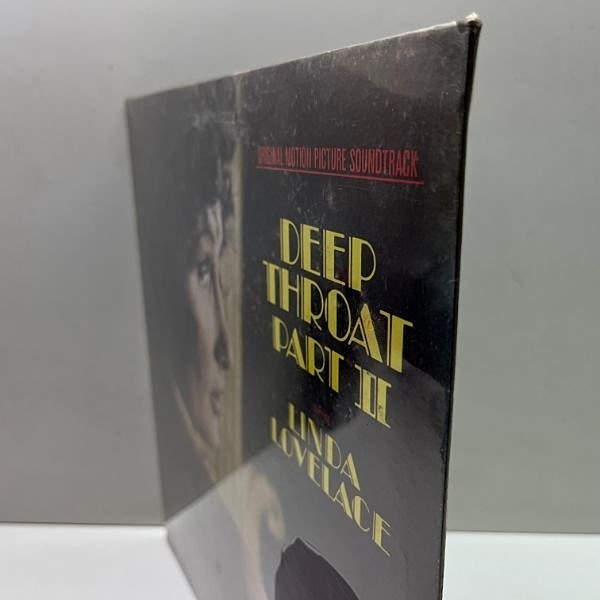 ORIGINAL MOTION PICTURE SOUNDTRACK
DEEP
THROAT
PART II
LINDA
LOVELACE